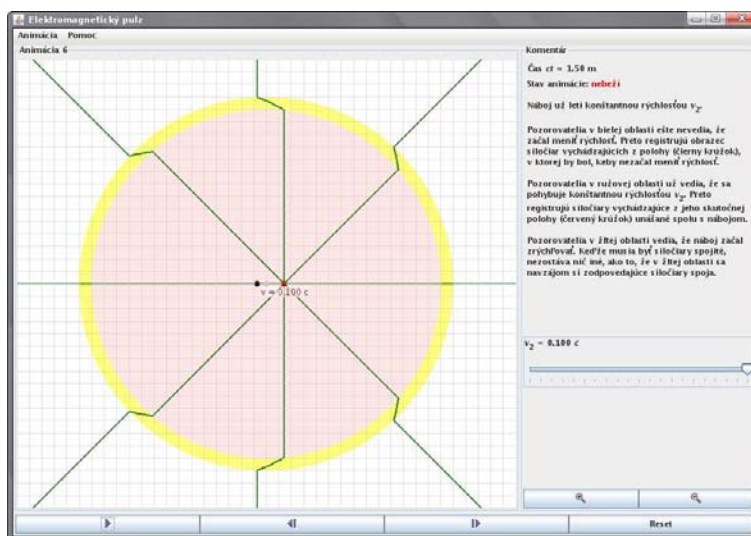 Elektromagnetický pulz
Animácia Pomoc
Animácia 6
v = 0.100 c
Komentár
Čas ct = 1.50 m
Stav animácie: nebeží
Náboj už letí konštantnou rýchlosťou v2.
Pozorovatelia v bielej oblasti ešte nevedia, že
začal meniť rýchlosť. Preto registrujú obrazec
siločiar vychádzajúcich z polohy (čierny krúžok),
v ktorej by bol, keby nezačal meniť rýchlosť.
Pozorovatelia v ružovej oblasti už vedia, že sa
pohybuje konštantnou rýchlosťou v2. Preto
registrujú siločiary vychádzajúce z jeho skutočnej
polohy (červený krúžok) unášané spolu s nábojom.
Pozorovatelia v žltej oblasti vedia, že náboj začal
zrýchľovať. Keďže musia byť siločiary spojité,
nezostáva nič iné, ako to, že v žltej oblasti sa
navzájom si zodpovedajúce siločiary spoja.
v2 = 0.100 c
Reset